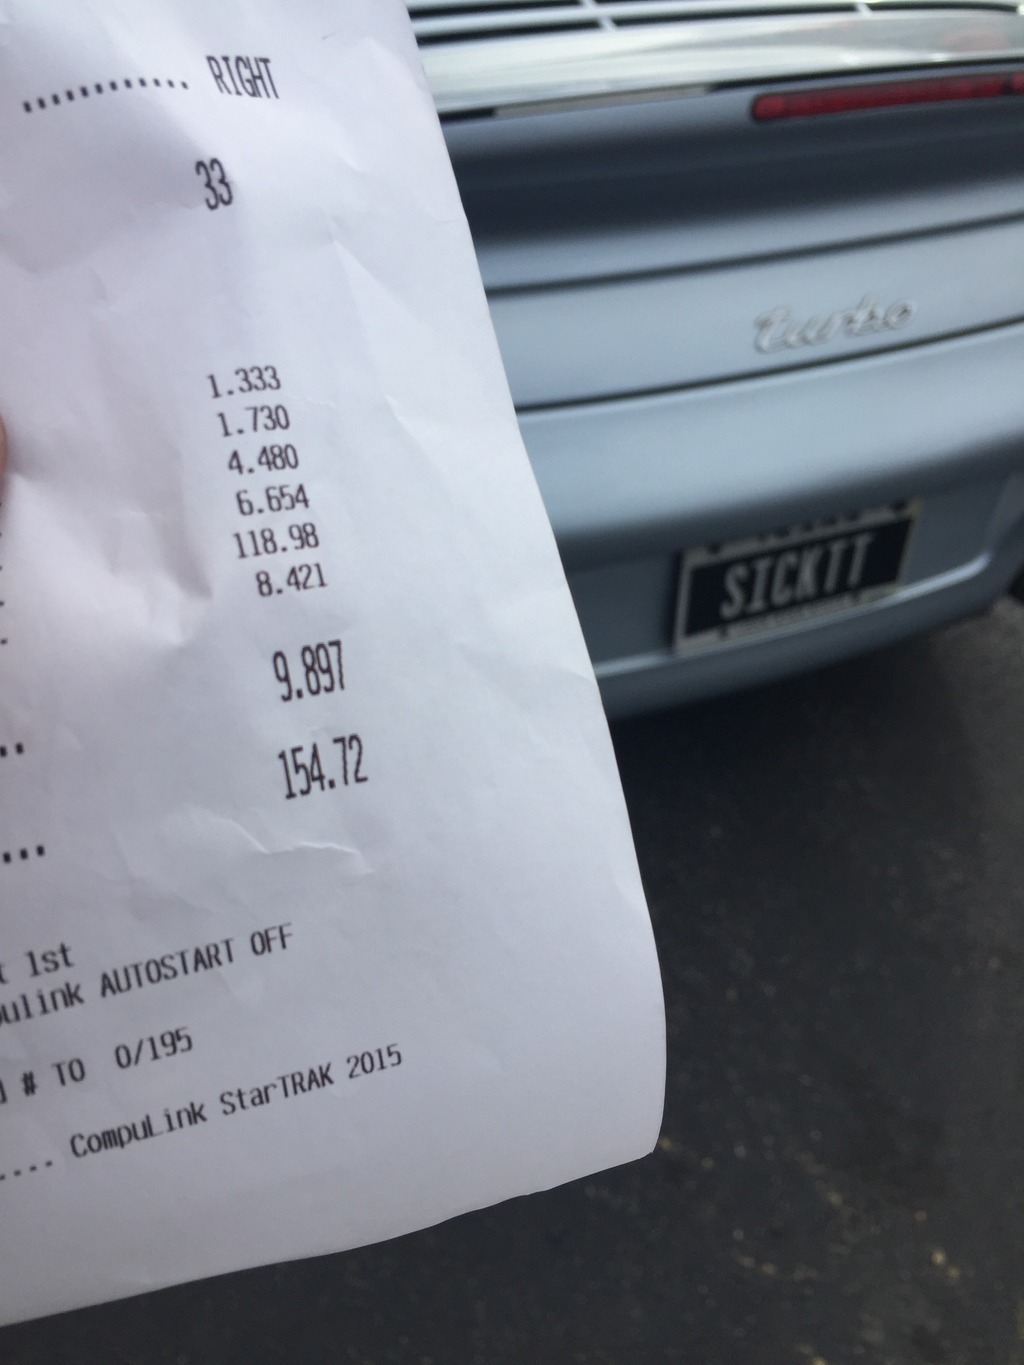 ............ RIGHT
33
1.333
1.730
4.480
6.654
118.98
8.421
9.897
154.72
t 1st
pulink AUTOSTART OFF
# TO 0/195
.... CompuLink StarTRAK 2015
turbo
SICKTT